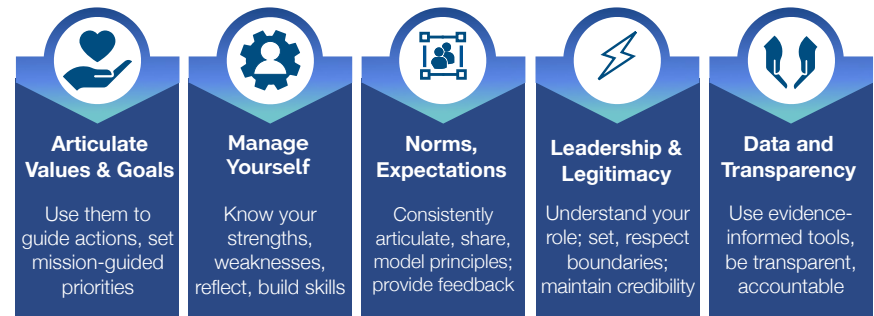 Articulate
Values & Goals
Use them to
guide actions, set
mission-guided
priorities
Manage
Yourself
Know your
strengths,
weaknesses,
reflect, build skills
Norms,
Expectations
Consistently
articulate, share,
model principles;
provide feedback
Leadership &
Legitimacy
Understand your
role; set, respect
boundaries;
maintain credibility
Data and
Transparency
Use evidence-
informed tools,
be transparent,
accountable